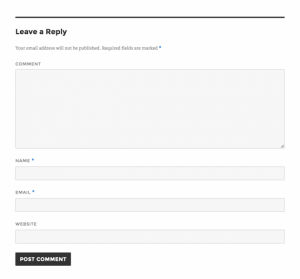 Leave a Reply
Your email address will not be published. Required fields are marked *
COMMENT
NAME *
EMAIL *
WEBSITE
POST COMMENT